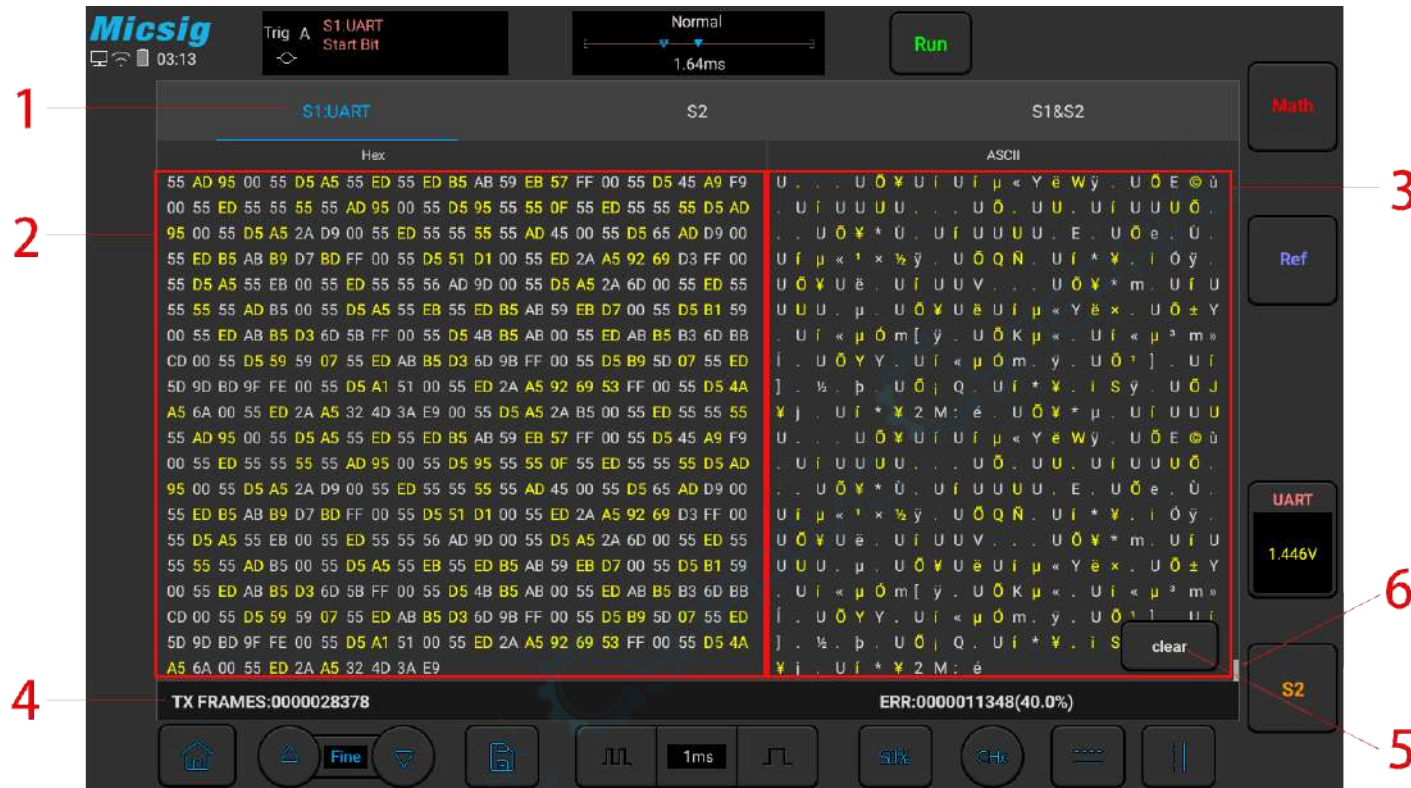 Micsig
03:13
Trig A S1:UART
Start Bit
Normal
1.64ms
Run
1
S1:UART S2 S1&S2
Math
Hex ASCII
55 AD 95 00 55 D5 A5 55 ED 55 ED B5 AB 59 EB 57 FF 00 55 D5 45 A9 F9 U . . . U Õ ¥ U í U í µ « Y ë W ÿ . U Õ E © ù
3
00 55 ED 55 55 55 55 AD 95 00 55 D5 95 55 55 0F 55 ED 55 55 55 D5 AD . U í U U U U . . . U Õ . U U . U í U U U Õ .
2
95 00 55 D5 A5 2A D9 00 55 ED 55 55 55 55 AD 45 00 55 D5 65 AD D9 00 . . U Õ ¥ * Ù . U í U U U U . E . U Õ e . Ù .
55 ED B5 AB B9 D7 BD FF 00 55 D5 51 D1 00 55 ED 2A A5 92 69 D3 FF 00 U í µ « ¹ × ½ ÿ . U Õ Q Ñ . U í * ¥ . i Ó ÿ .
Ref
55 D5 A5 55 EB 00 55 ED 55 55 56 AD 9D 00 55 D5 A5 2A 6D 00 55 ED 55 U Õ ¥ U ë . U í U U V . . . U Õ ¥ * m . U í U
55 55 55 AD B5 00 55 D5 A5 55 EB 55 ED B5 AB 59 EB D7 00 55 D5 B1 59 U U U . µ . U Õ ¥ U ë U í µ « Y ë × . U Õ ± Y
00 55 ED AB B5 D3 6D 5B FF 00 55 D5 4B B5 AB 00 55 ED AB B5 B3 6D BB . U í « µ Ó m [ ÿ . U Õ K µ « . U í « µ ³ m »
CD 00 55 D5 59 59 07 55 ED AB B5 D3 6D 9B FF 00 55 D5 B9 5D 07 55 ED Í . U Õ Y Y . U í « µ Ó m . ÿ . U Õ ¹ ] . U í
5D 9D BD 9F FE 00 55 D5 A1 51 00 55 ED 2A A5 92 69 53 FF 00 55 D5 4A ] . ½ . þ . U Õ ¡ Q . U í * ¥ . i S ÿ . U Õ J
A5 6A 00 55 ED 2A A5 32 4D 3A E9 00 55 D5 A5 2A B5 00 55 ED 55 55 55 ¥ j . U í * ¥ 2 M : é . U Õ ¥ * µ . U í U U U
55 AD 95 00 55 D5 A5 55 ED 55 ED B5 AB 59 EB 57 FF 00 55 D5 45 A9 F9 U . . . U Õ ¥ U í U í µ « Y ë W ÿ . U Õ E © ù
00 55 ED 55 55 55 55 AD 95 00 55 D5 95 55 55 0F 55 ED 55 55 55 D5 AD . U í U U U U . . . U Õ . U U . U í U U U Õ .
95 00 55 D5 A5 2A D9 00 55 ED 55 55 55 55 AD 45 00 55 D5 65 AD D9 00 . . U Õ ¥ * Ù . U í U U U U . E . U Õ e . Ù .
UART
55 ED B5 AB B9 D7 BD FF 00 55 D5 51 D1 00 55 ED 2A A5 92 69 D3 FF 00 U í µ « ¹ × ½ ÿ . U Õ Q Ñ . U í * ¥ . i Ó ÿ .
55 D5 A5 55 EB 00 55 ED 55 55 56 AD 9D 00 55 D5 A5 2A 6D 00 55 ED 55 U Õ ¥ U ë . U í U U V . . . U Õ ¥ * m . U í U
1.446V
55 55 55 AD B5 00 55 D5 A5 55 EB 55 ED B5 AB 59 EB D7 00 55 D5 B1 59 U U U . µ . U Õ ¥ U ë U í µ « Y ë × . U Õ ± Y
00 55 ED AB B5 D3 6D 5B FF 00 55 D5 4B B5 AB 00 55 ED AB B5 B3 6D BB . U í « µ Ó m [ ÿ . U Õ K µ « . U í « µ ³ m »
6
CD 00 55 D5 59 59 07 55 ED AB B5 D3 6D 9B FF 00 55 D5 B9 5D 07 55 ED Í . U Õ Y Y . U í « µ Ó m . ÿ . U Õ ¹ ] . U í
5D 9D BD 9F FE 00 55 D5 A1 51 00 55 ED 2A A5 92 69 53 FF 00 55 D5 4A ] . ½ . þ . U Õ ¡ Q . U í * ¥ . i S
clear
A5 6A 00 55 ED 2A A5 32 4D 3A E9 ¥ j . U í * ¥ 2 M : é
S2
4
TX FRAMES:0000028378 ERR:0000011348(40.0%)
5
Fine 1ms 50% CHx